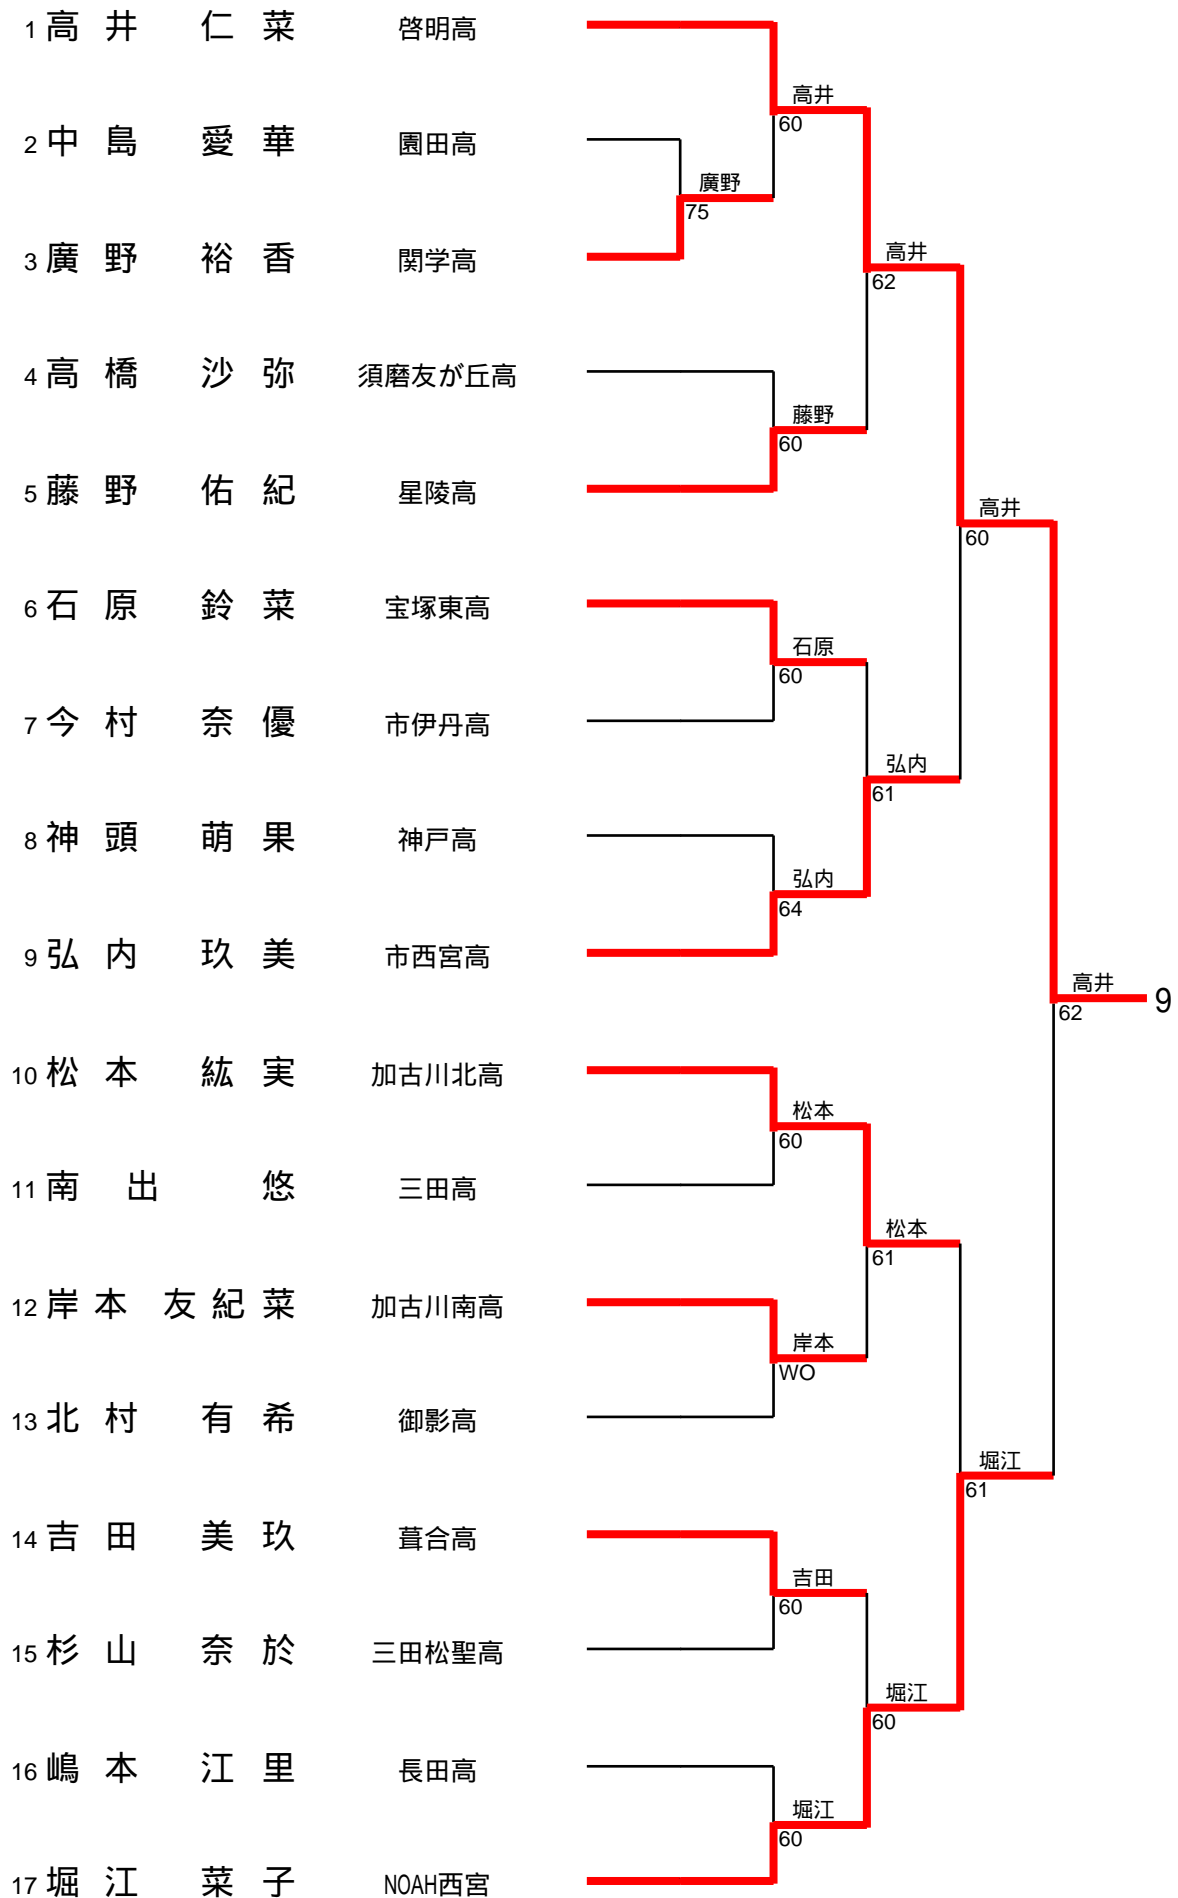 1 高井 仁菜 啓明高
高井
60
2 中島 愛華 園田高
廣野
75
3 廣野 裕香 関学高
高井
62
4 高橋 沙弥 須磨友が丘高
藤野
60
5 藤野 佑紀 星陵高
高井
60
6 石原 鈴菜 宝塚東高
石原
60
7 今村 奈優 市伊丹高
弘内
61
8 神頭 萌果 神戸高
弘内
64
9 弘内 玖美 市西宮高
高井 9
62
10 松本 紘実 加古川北高
松本
60
11 南出 悠 三田高
松本
61
12 岸本 友紀菜 加古川南高
岸本
WO
13 北村 有希 御影高
堀江
61
14 吉田 美玖 葺合高
吉田
60
15 杉山 奈於 三田松聖高
堀江
60
16 嶋本 江里 長田高
堀江
60
17 堀江 菜子 NOAH西宮